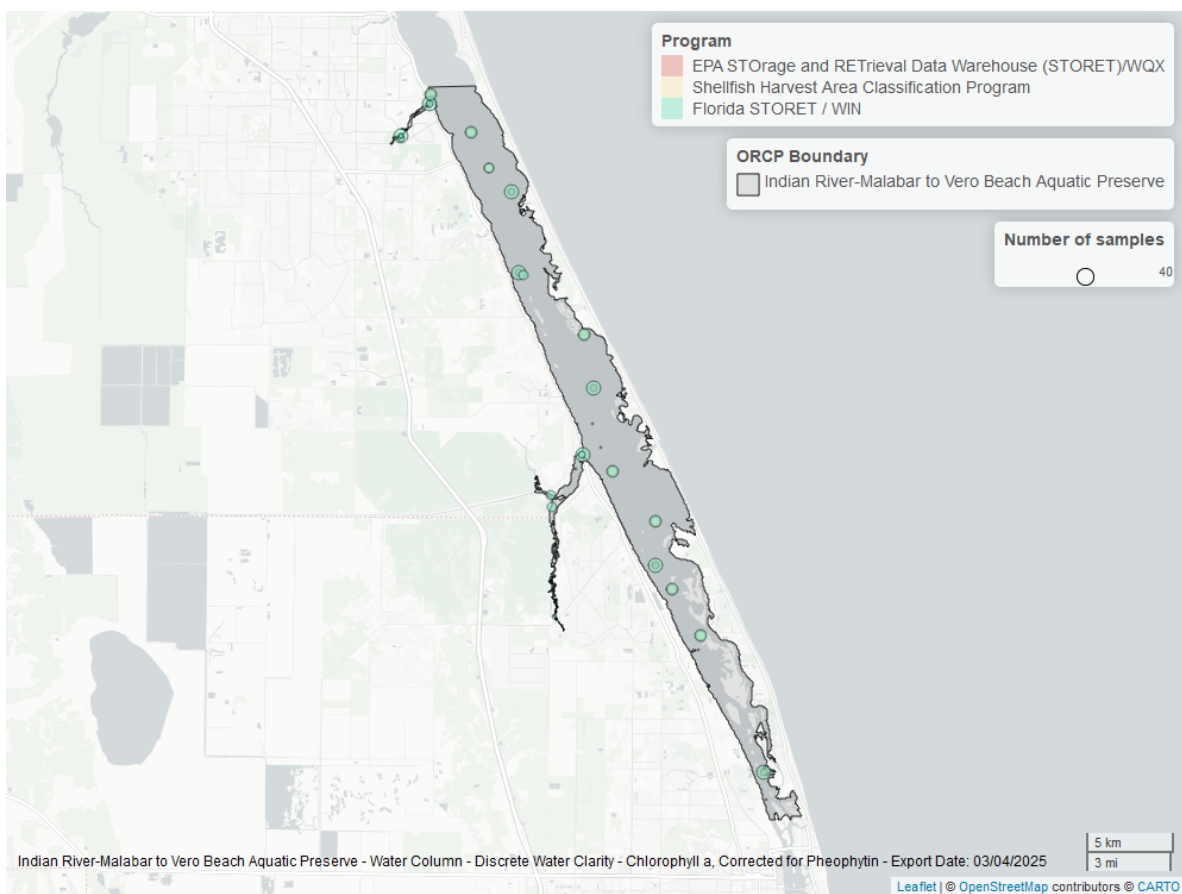 Program
EPA STOrage and RETrieval Data Warehouse (STORET)/WQX
Shellfish Harvest Area Classification Program
Florida STORET / WIN
ORCP Boundary
Indian River-Malabar to Vero Beach Aquatic Preserve
Number of samples
40
5 km
3 mi
Indian River-Malabar to Vero Beach Aquatic Preserve - Water Column - Discrete Water Clarity - Chlorophyll a, Corrected for Pheophytin - Export Date: 03/04/2025
Leaflet | © OpenStreetMap contributors © CARTO